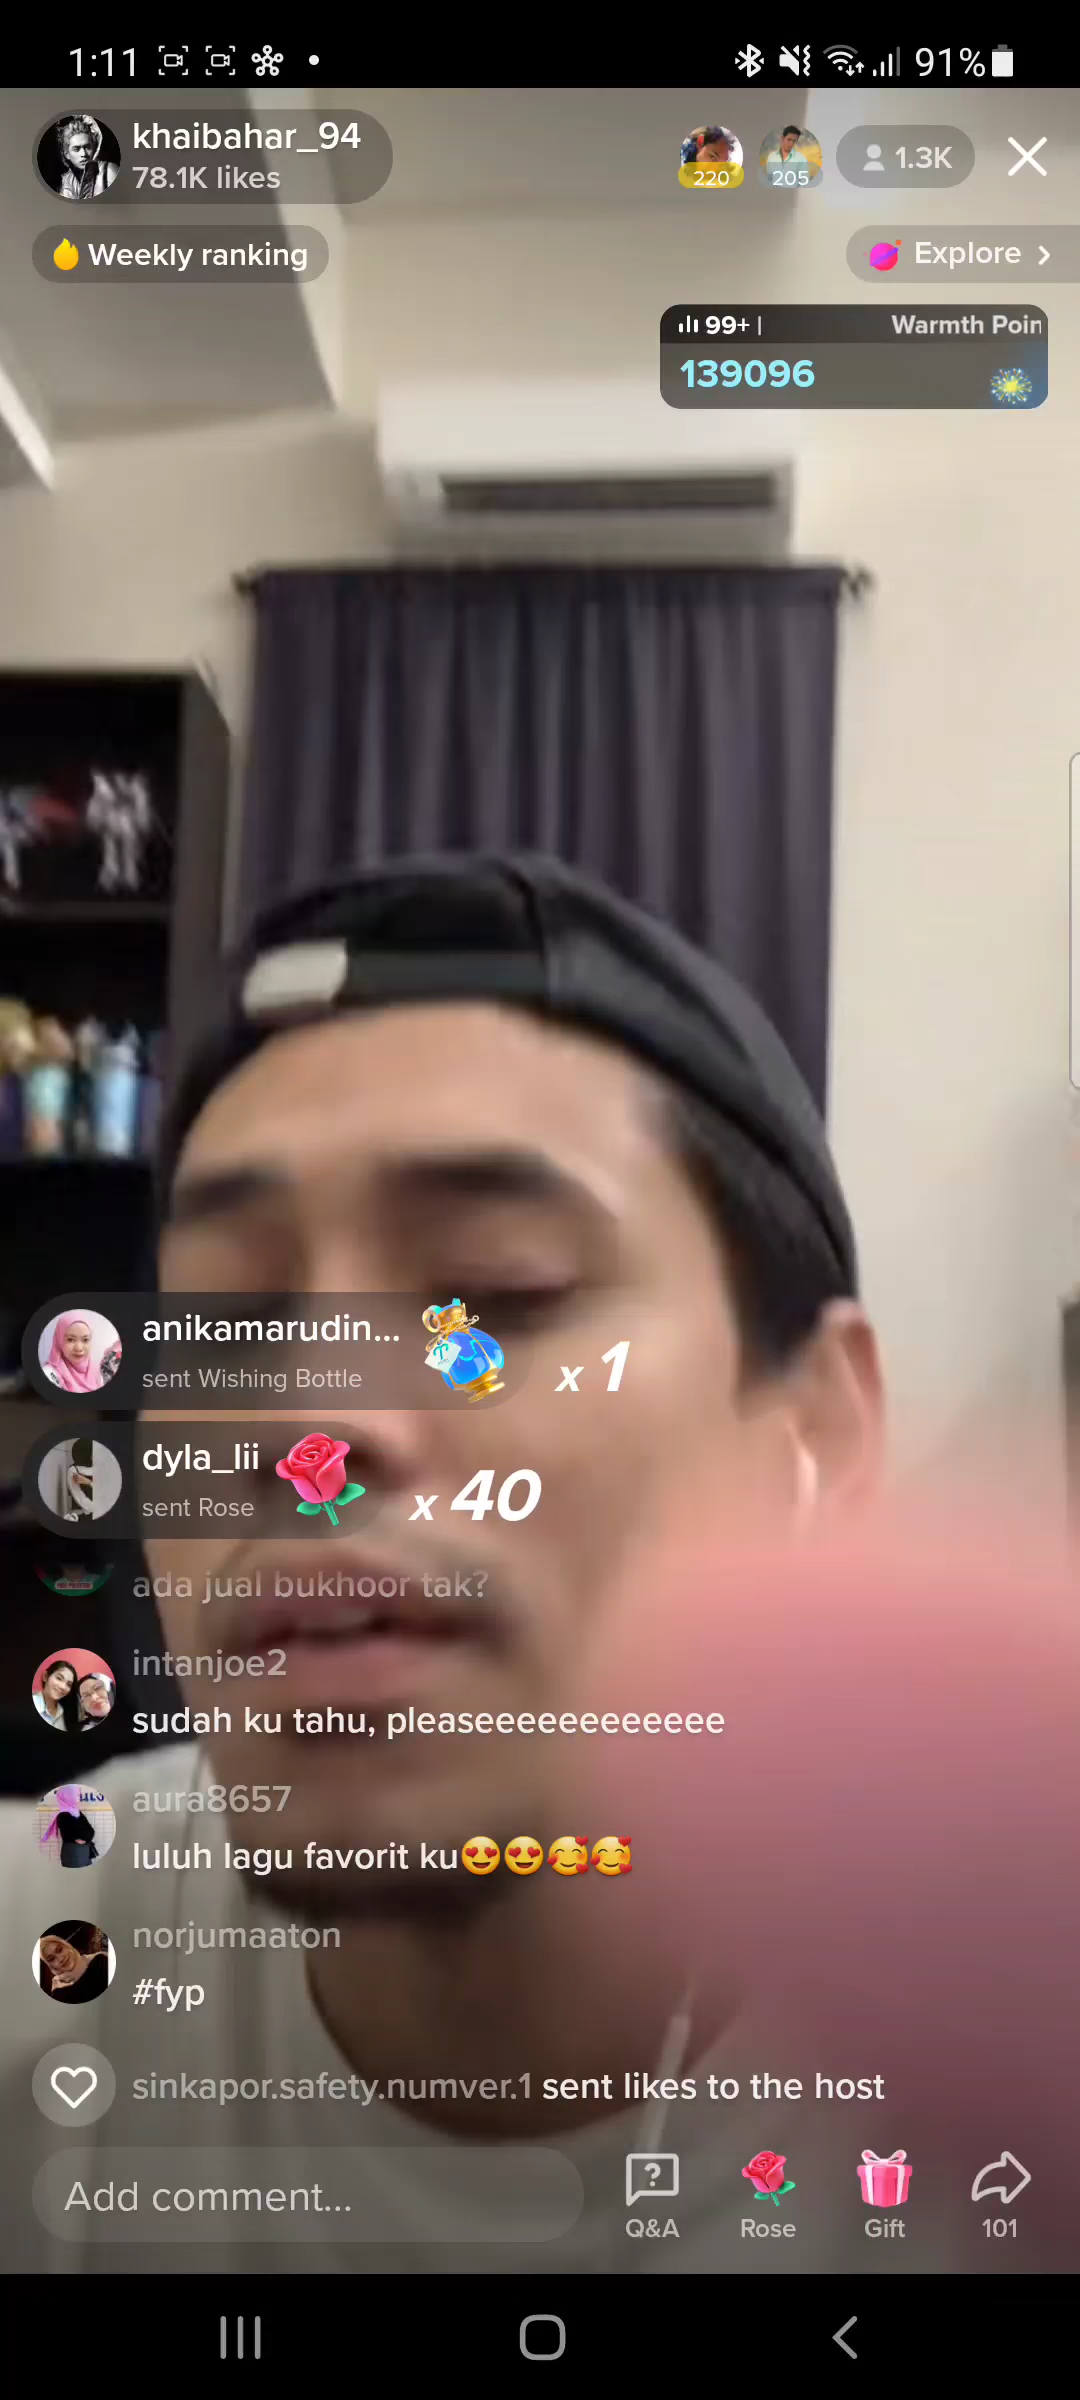 1:11
91%
khaibahar_94
78.1K likes
220
205
1.3K
Weekly ranking
Explore
99+ | Warmth Poin
139096
anikamarudin...
sent Wishing Bottle
x 1
dyla_lii
sent Rose
x 40
ada jual bukhoor tak?
intanjoe2
sudah ku tahu, pleaseeeeeeeeeeee
aura8657
luluh lagu favorit ku😍😍🥰🥰
norjumaaton
#fyp
sinkapor.safety.numver.1 sent likes to the host
Add comment...
Q&A
Rose
Gift
101